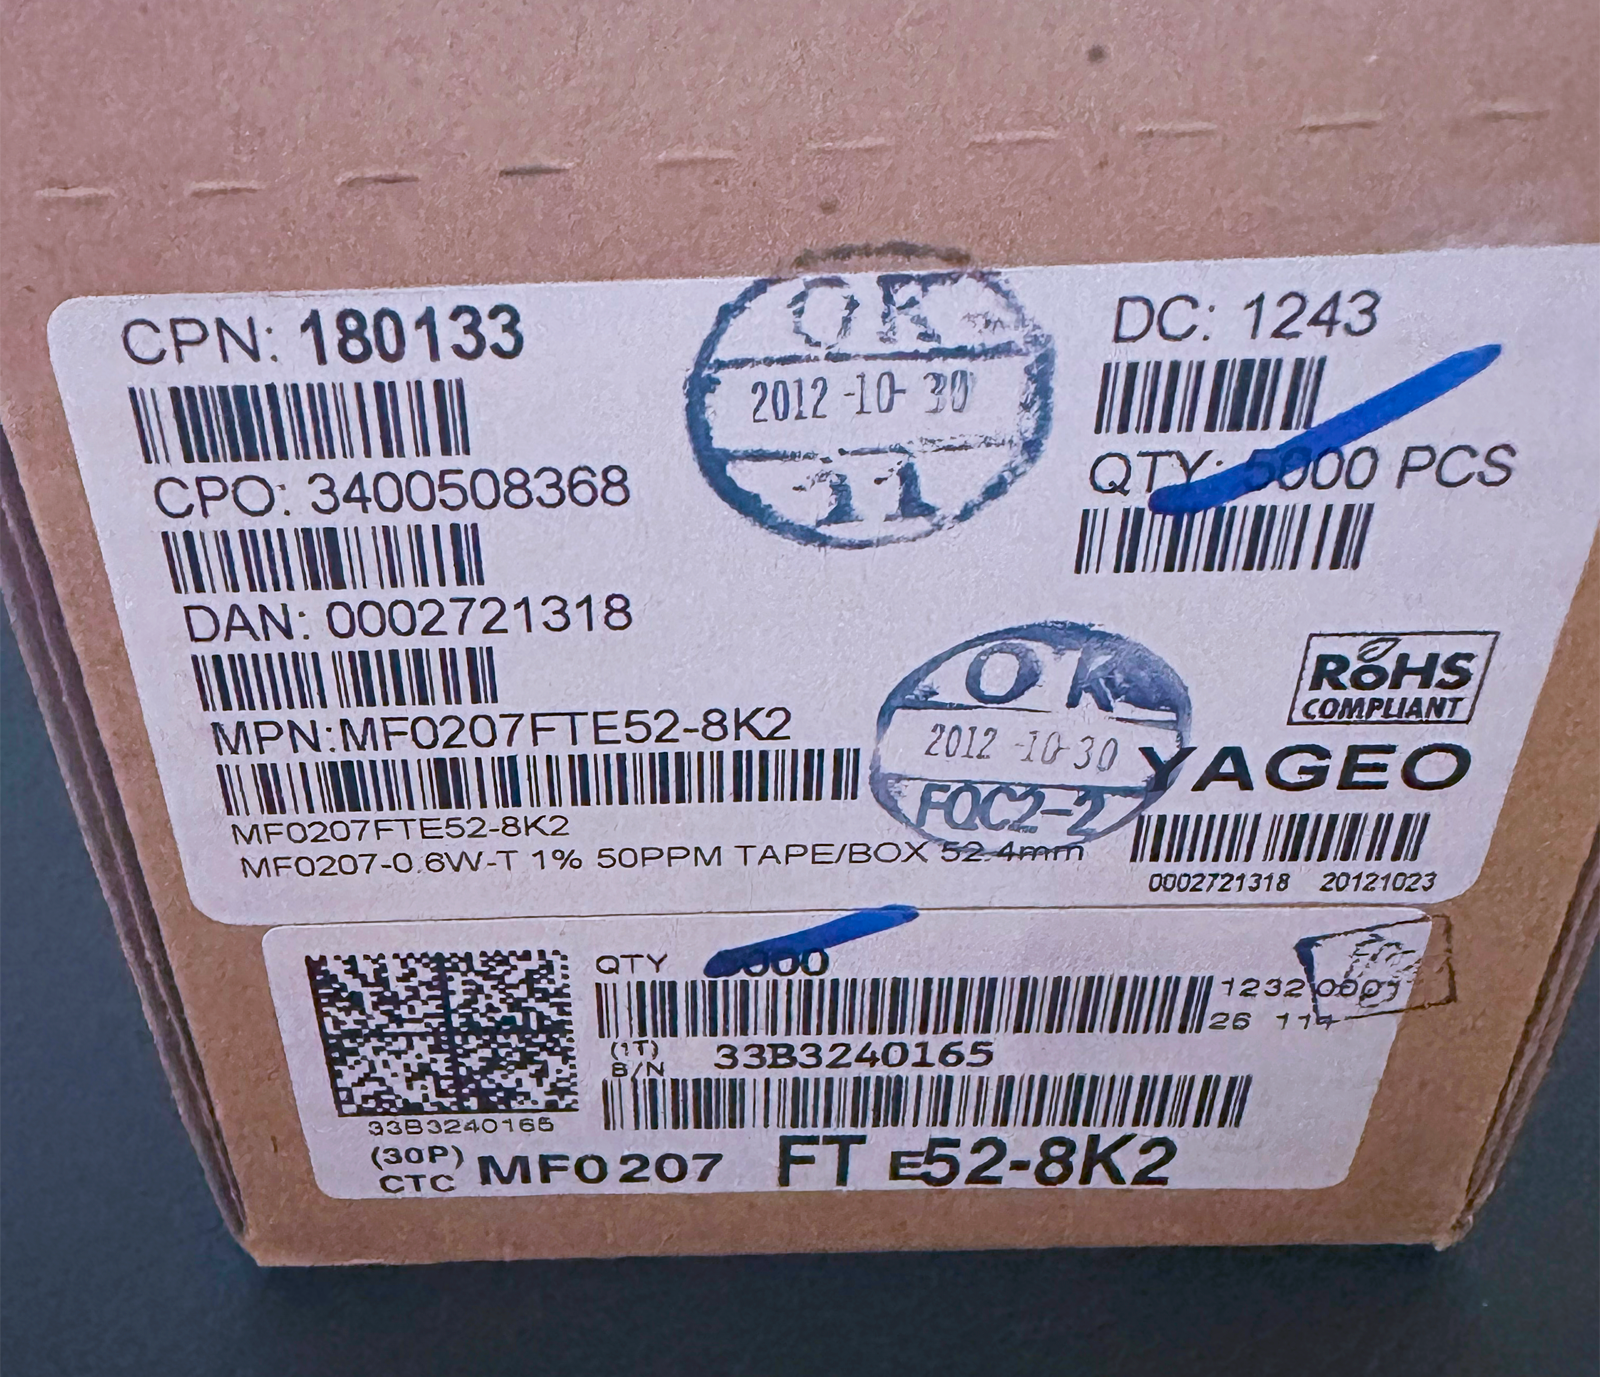 CPN: 180133
CPO: 3400508368
DAN: 0002721318
MPN:MF0207FTE52-8K2
MF0207FTE52-8K2
MF0207-0.6W-T 1% 50PPM TAPE/BOX 52.4mm
OK
2012-10-30
11
DC: 1243
QTY: 5000 PCS
OK
2012-10-30
FQC2-2
RoHS
COMPLIANT
YAGEO
0002721318 20121023
QTY 5000
1232
26
(1T)
B/N
33B3240165
33B3240165
(30P)
CTC
MF0207 FT E52-8K2